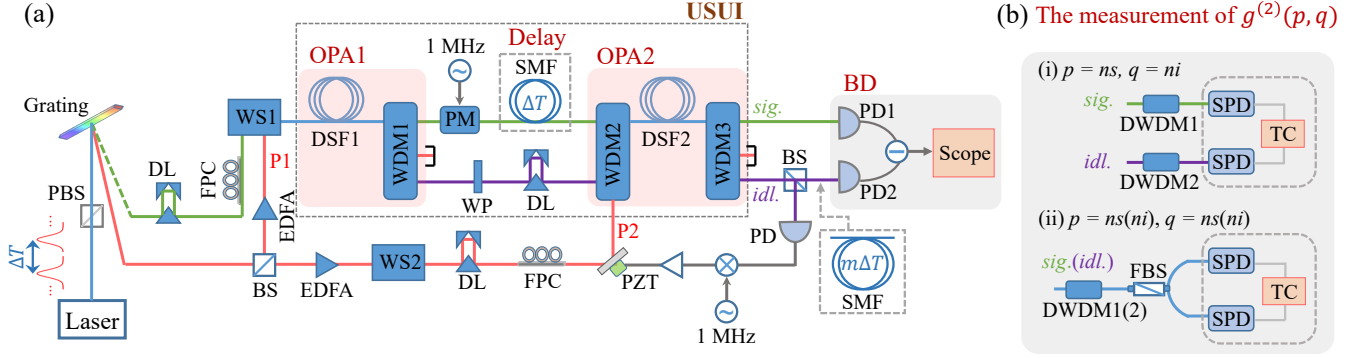 (a)
USUI
Delay
1 MHz
SMF
OPA1
OPA2
BD
ΔT
Grating
WS1
PM
PD1
sig.
DSF1
DSF2
WDM1
WDM2
WDM3
P1
DL
FPC
EDFA
BS
Scope
PBS
WP
DL
idl.
PD2
ΔT
P2
PD
mΔT
SMF
BS
EDFA
WS2
DL
FPC
PZT
1 MHz
Laser
(b) The measurement of g(2)(p, q)
(i) p = ns, q = ni
sig.
DWDM1
SPD
TC
idl.
DWDM2
SPD
(ii) p = ns(ni), q = ns(ni)
sig.(idl.)
FBS
SPD
TC
DWDM1(2)
SPD